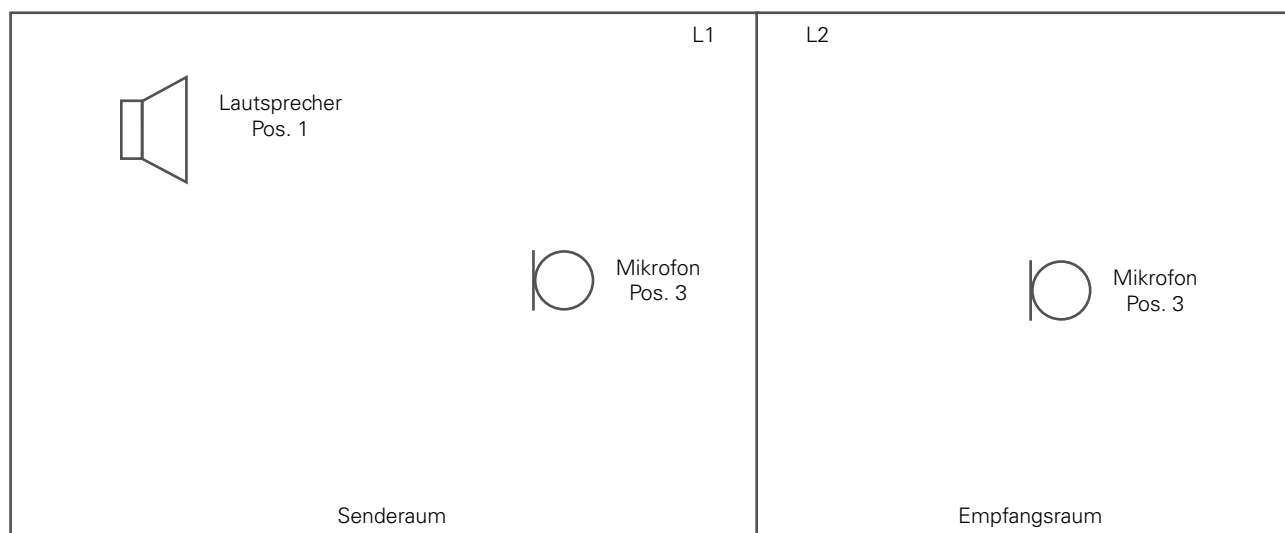 L1
L2
Lautsprecher
Pos. 1
Mikrofon
Pos. 3
Mikrofon
Pos. 3
Senderaum
Empfangsraum